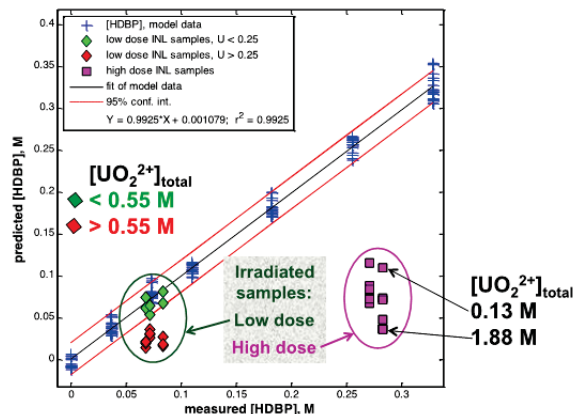 [HDBP], model data
low dose INL samples, U < 0.25
low dose INL samples, U > 0.25
high dose INL samples
fit of model data
95% conf. int.
Y = 0.9925*X + 0.001079; r² = 0.9925
predicted [HDBP], M
0.4
0.35
0.3
0.25
0.2
0.15
0.1
0.05
0
[UO₂²⁺]total
< 0.55 M
> 0.55 M
Irradiated
samples:
Low dose
High dose
[UO₂²⁺]total
0.13 M
1.88 M
0
0.05
0.1
0.15
0.2
0.25
0.3
measured [HDBP], M